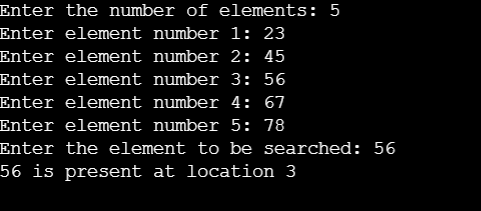 Enter the number of elements: 5
Enter element number 1: 23
Enter element number 2: 45
Enter element number 3: 56
Enter element number 4: 67
Enter element number 5: 78
Enter the element to be searched: 56
56 is present at location 3